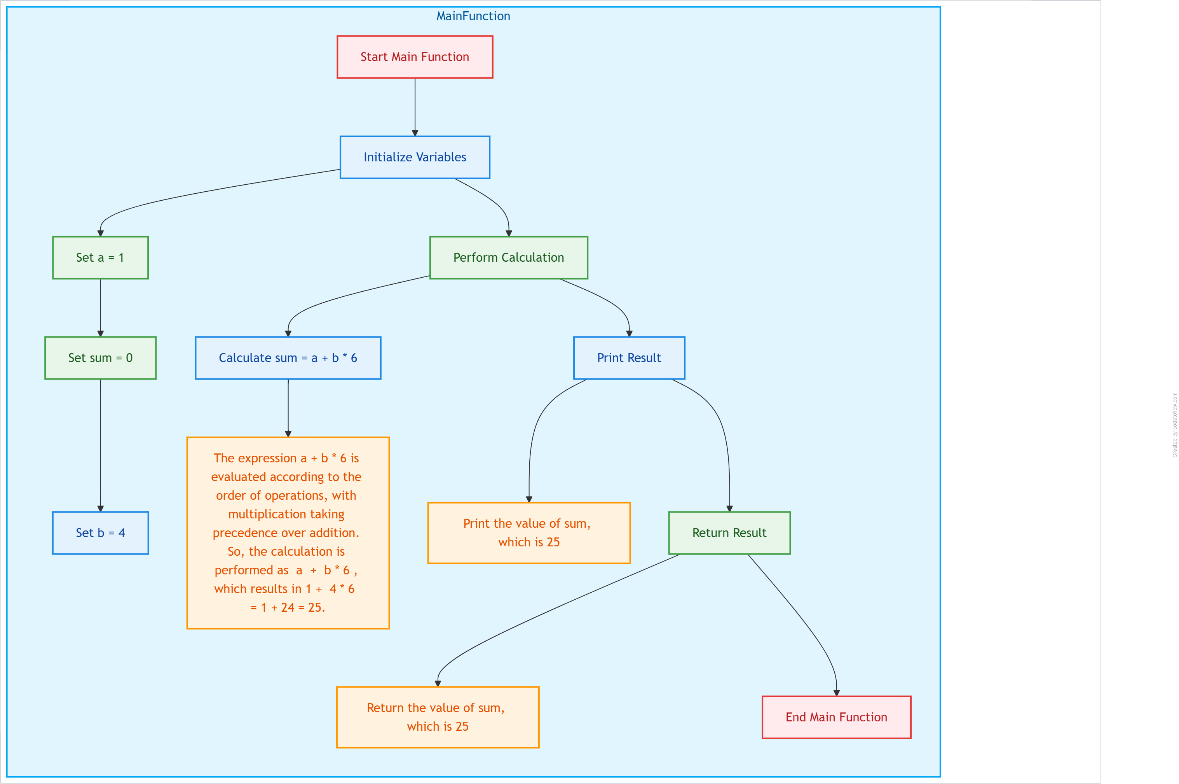 MainFunction
Start Main Function
Initialize Variables
Set a = 1
Perform Calculation
Set sum = 0
Calculate sum = a + b * 6
Print Result
The expression a + b * 6 is
evaluated according to the
order of operations, with
multiplication taking
precedence over addition.
So, the calculation is
performed as a + b * 6 ,
which results in 1 + 4 * 6
= 1 + 24 = 25.
Print the value of sum,
which is 25
Set b = 4
Return Result
Return the value of sum,
which is 25
End Main Function